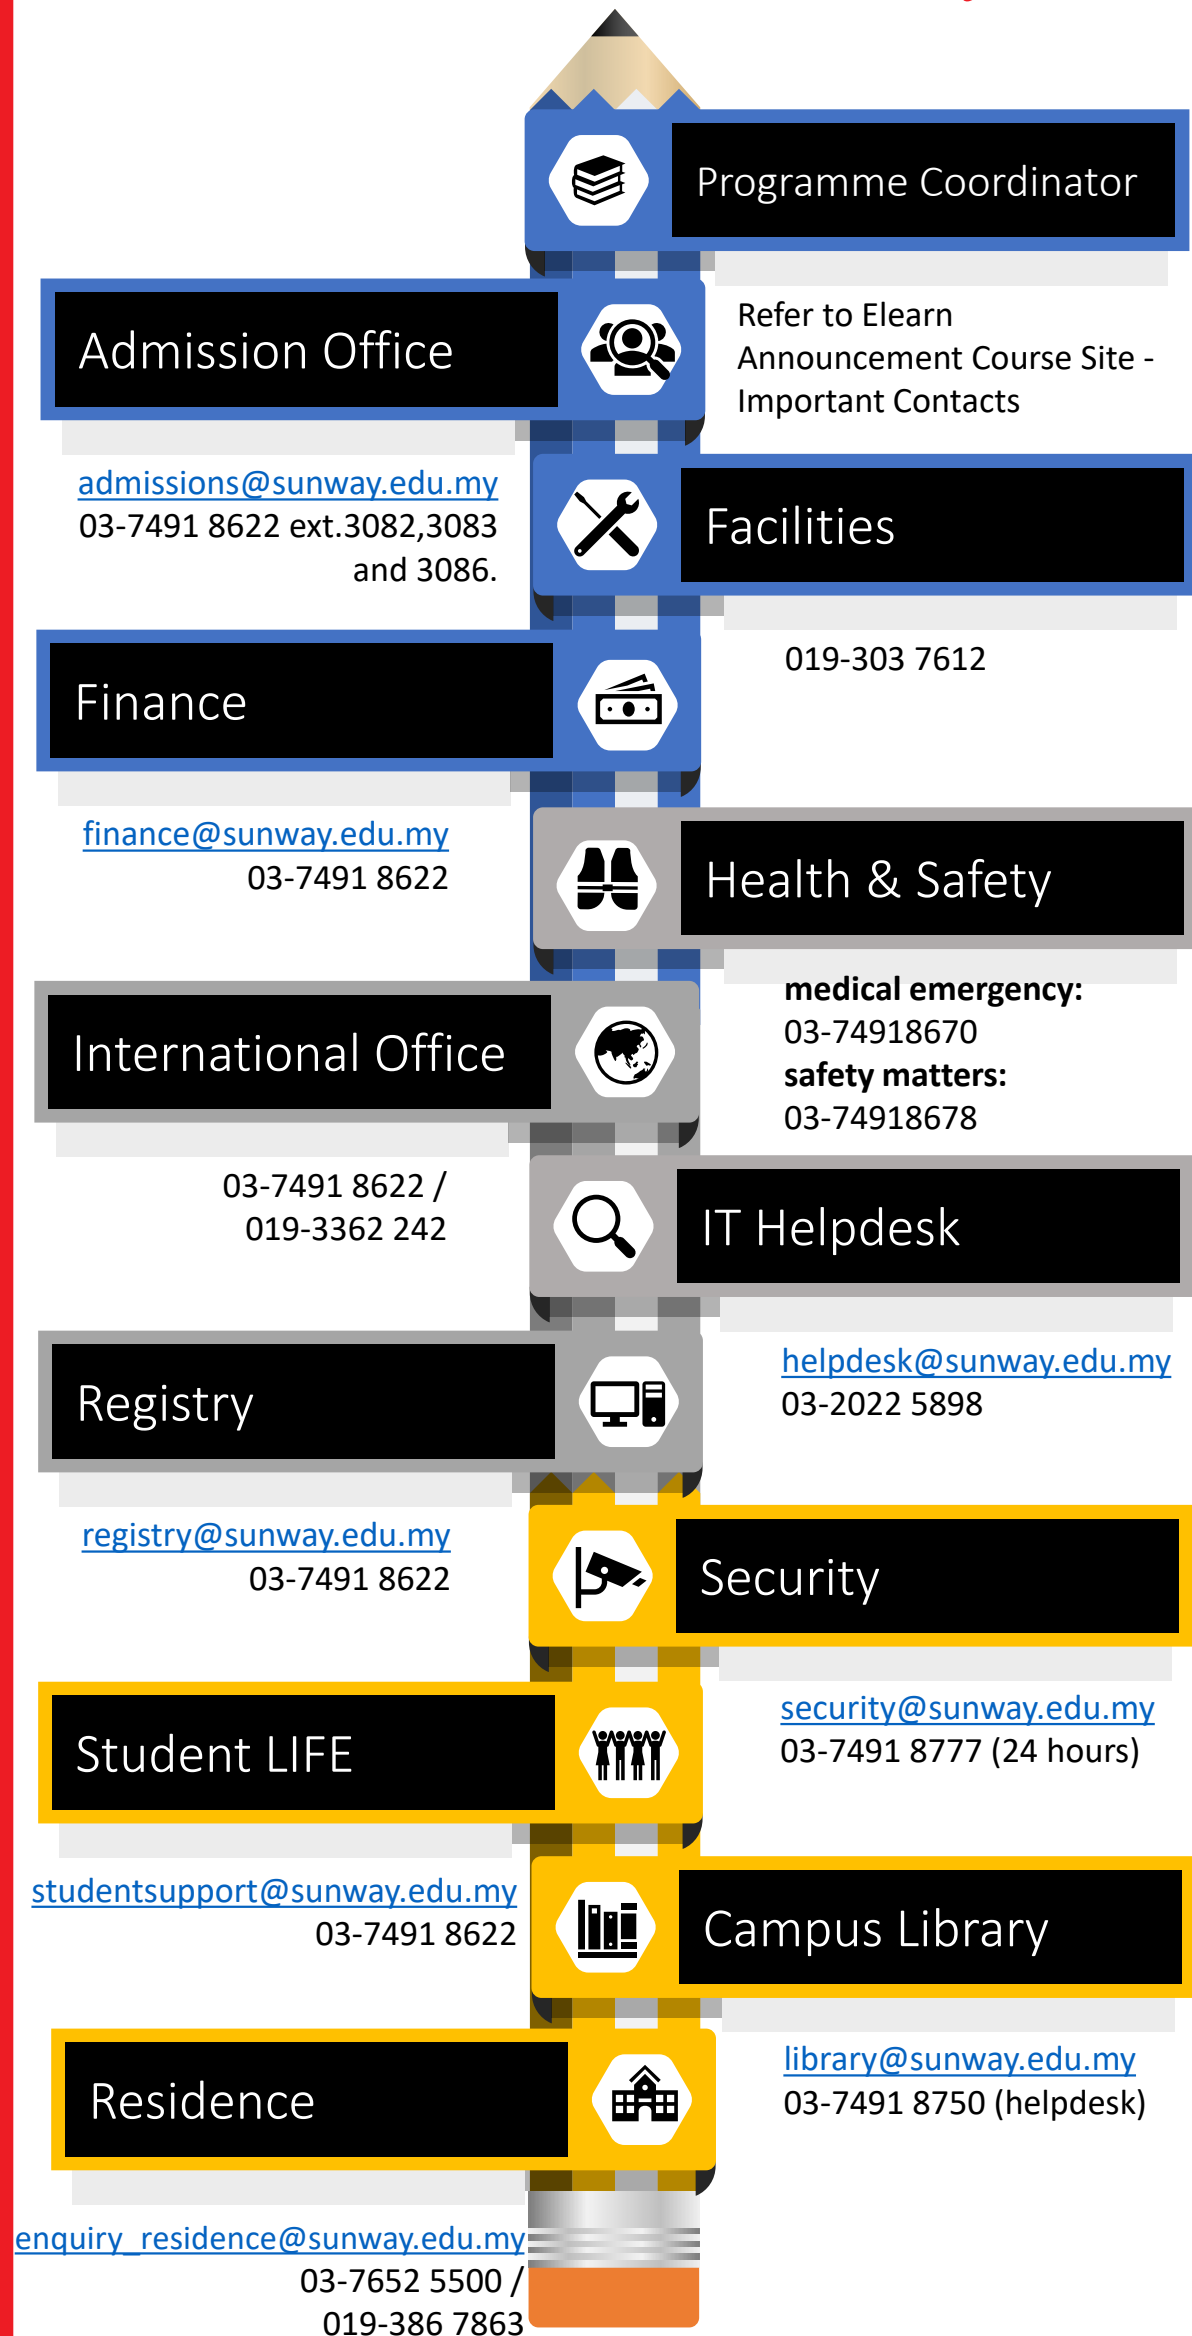 Programme Coordinator
Refer to Elearn
Announcement Course Site -
Important Contacts
Admission Office
admissions@sunway.edu.my
03-7491 8622 ext.3082,3083
and 3086.
Facilities
019-303 7612
Finance
finance@sunway.edu.my
03-7491 8622
Health & Safety
medical emergency:
03-74918670
safety matters:
03-74918678
International Office
03-7491 8622 /
019-3362 242
IT Helpdesk
helpdesk@sunway.edu.my
03-2022 5898
Registry
registry@sunway.edu.my
03-7491 8622
Security
security@sunway.edu.my
03-7491 8777 (24 hours)
Student LIFE
studentsupport@sunway.edu.my
03-7491 8622
Campus Library
library@sunway.edu.my
03-7491 8750 (helpdesk)
Residence
enquiry_residence@sunway.edu.my
03-7652 5500 /
019-386 7863